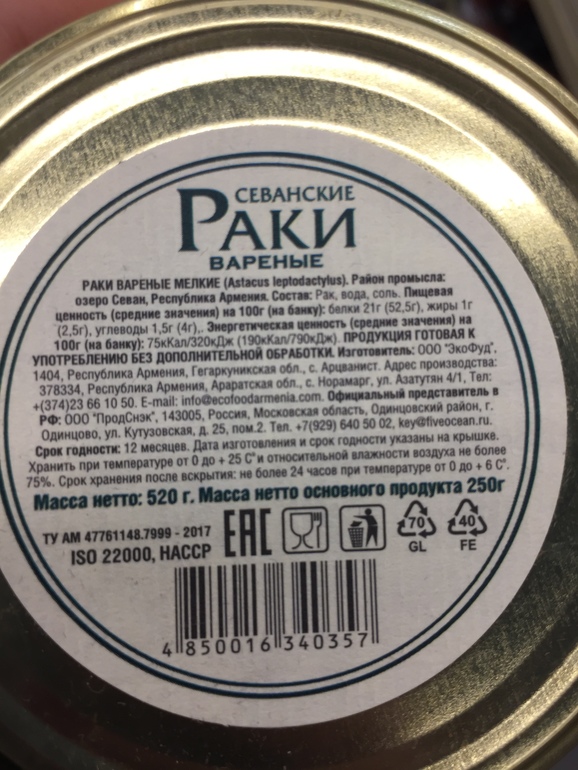 СЕВАНСКИЕ
РАКИ
ВАРЕНЫЕ
РАКИ ВАРЕНЫЕ МЕЛКИЕ (Astacus leptodactylus). Район промысла:
озеро Севан, Республика Армения. Состав: Рак, вода, соль. Пищевая
ценность (средние значения) на 100г (на банку): белки 21г (52,5г), жиры 1г
(2,5г), углеводы 1,5г (4г),. Энергетическая ценность (средние значения) на
100г (на банку): 75кКал/320кДж (190кКал/790кДж). ПРОДУКЦИЯ ГОТОВАЯ К
УПОТРЕБЛЕНИЮ БЕЗ ДОПОЛНИТЕЛЬНОЙ ОБРАБОТКИ. Изготовитель: ООО "ЭкоФуд",
1404, Республика Армения, Гегаркуникская обл., с. Арцванист. Адрес производства:
378334, Республика Армения, Араратская обл., с. Норамарг, ул. Азатутян 4/1, Тел:
+(374)23 66 10 50. E-mail: info@ecofoodarmenia.com. Официальный представитель в
РФ: ООО "ПродСнэк", 143005, Россия, Московская область, Одинцовский район, г.
Одинцово, ул. Кутузовская, д. 25, пом.2. Тел. +7(929) 640 50 02, key@fiveocean.ru.
Срок годности: 12 месяцев. Дата изготовления и срок годности указаны на крышке.
Хранить при температуре от 0 до + 25 С° и относительной влажности воздуха не более
75%. Срок хранения после вскрытия: не более 24 часов при температуре от 0 до + 6 С°.
Масса нетто: 520 г. Масса нетто основного продукта 250г
ТУ АМ 47761148.7999 - 2017
ISO 22000, HACCP
EAC
70
GL
40
FE
4 850016 340357